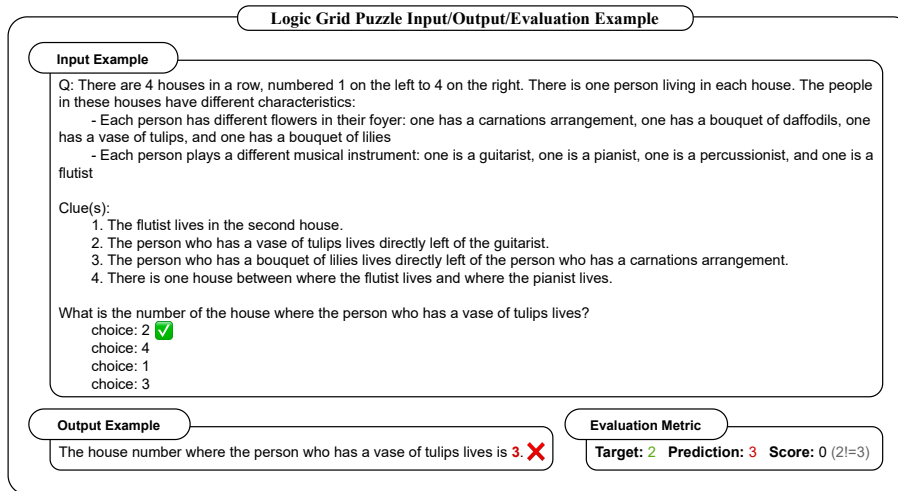 Logic Grid Puzzle Input/Output/Evaluation Example
Input Example
Q: There are 4 houses in a row, numbered 1 on the left to 4 on the right. There is one person living in each house. The people
in these houses have different characteristics:
- Each person has different flowers in their foyer: one has a carnations arrangement, one has a bouquet of daffodils, one
has a vase of tulips, and one has a bouquet of lilies
- Each person plays a different musical instrument: one is a guitarist, one is a pianist, one is a percussionist, and one is a
flutist
Clue(s):
1. The flutist lives in the second house.
2. The person who has a vase of tulips lives directly left of the guitarist.
3. The person who has a bouquet of lilies lives directly left of the person who has a carnations arrangement.
4. There is one house between where the flutist lives and where the pianist lives.
What is the number of the house where the person who has a vase of tulips lives?
choice: 2 ✅
choice: 4
choice: 1
choice: 3
Output Example
The house number where the person who has a vase of tulips lives is 3. ❌
Evaluation Metric
Target: 2 Prediction: 3 Score: 0 (2!=3)